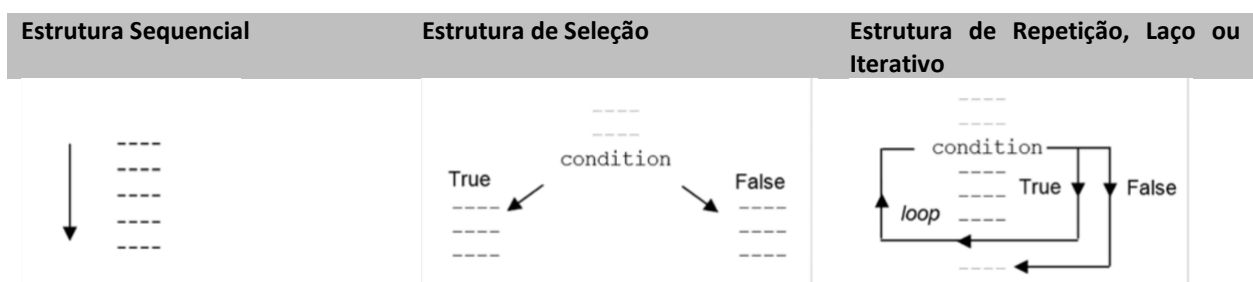 Estrutura Sequencial
Estrutura de Seleção
Estrutura de Repetição, Laço ou
Iterativo
condition
True
False
condition
True
False
loop